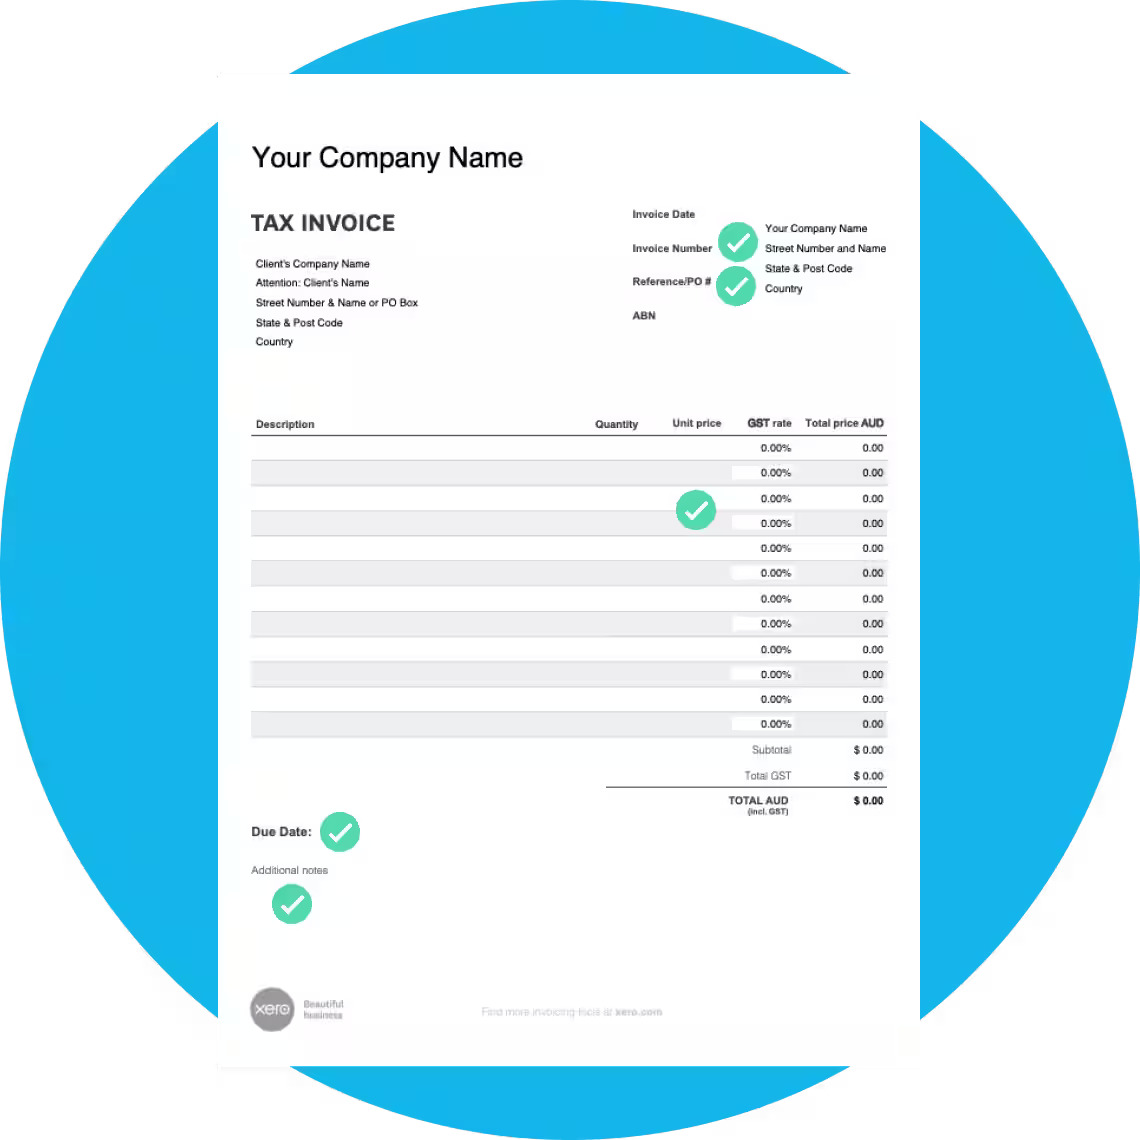 Your Company Name
TAX INVOICE
Client's Company Name
Attention: Client's Name
Street Number & Name or PO Box
State & Post Code
Country
Invoice Date
Invoice Number
Reference/PO #
ABN
Your Company Name
Street Number and Name
State & Post Code
Country
Description Quantity Unit price GST rate Total price AUD
0.00% 0.00
0.00% 0.00
0.00% 0.00
0.00% 0.00
0.00% 0.00
0.00% 0.00
0.00% 0.00
0.00% 0.00
0.00% 0.00
0.00% 0.00
0.00% 0.00
0.00% 0.00
Subtotal $ 0.00
Total GST $ 0.00
TOTAL AUD $ 0.00
(incl. GST)
Due Date:
Additional notes
xero
Beautiful
business
Find more invoicing tools at xero.com